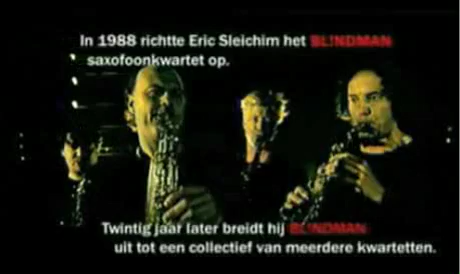 In 1988 richtte Eric Sleichim het BL!NDMAN
saxofoonkwartet op.
Twintig jaar later breidt hij BL!NDMAN
uit tot een collectief van meerdere kwartetten.